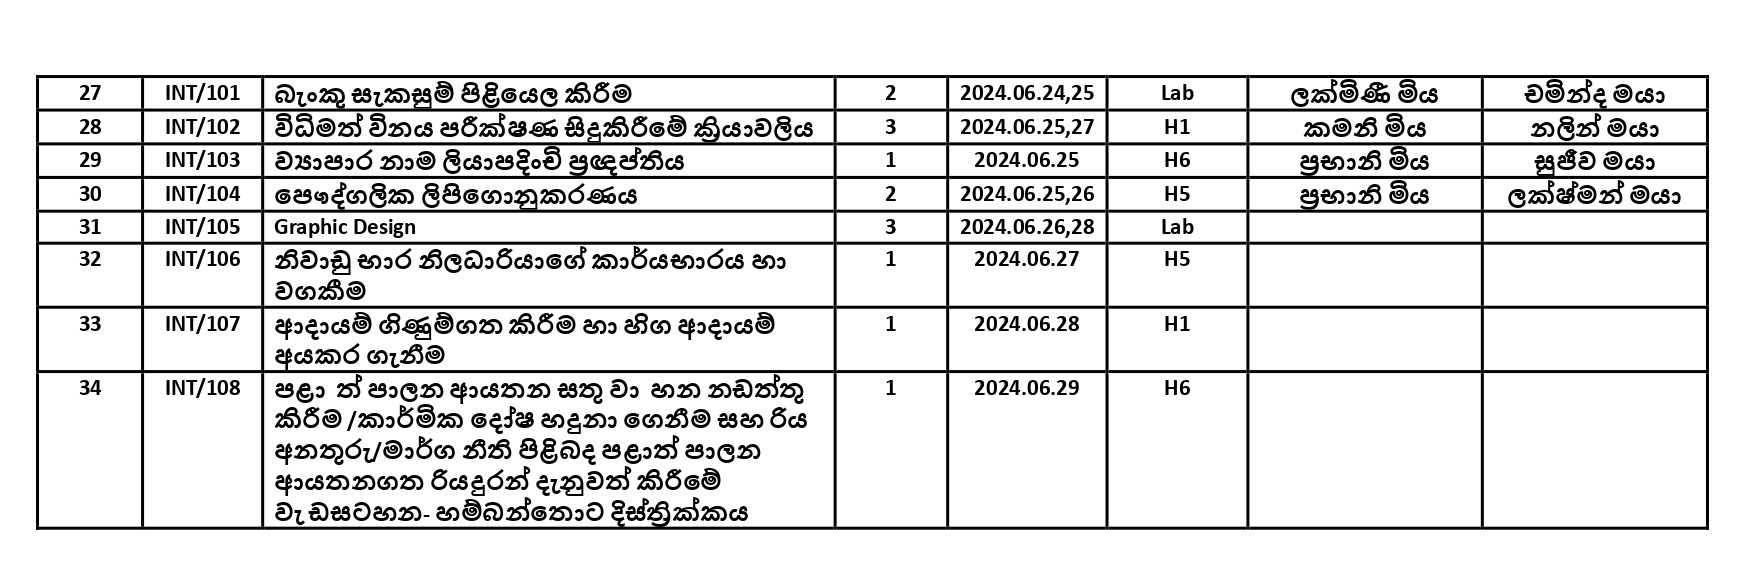 27 INT/101 බැංකු සැකසුම් පිළියෙල කිරීම 2 2024.06.24,25 Lab ලක්මිණී මිය චමින්ද මයා
28 INT/102 විධිමත් විනය පරීක්ෂණ සිදුකිරීමේ ක්‍රියාවලිය 3 2024.06.25,27 H1 කමනි මිය නලින් මයා
29 INT/103 ව්‍යාපාර නාම ලියාපදිංචි ප්‍රඥප්තිය 1 2024.06.25 H6 ප්‍රභානි මිය සුජීව මයා
30 INT/104 පෞද්ගලික ලිපිගොනුකරණය 2 2024.06.25,26 H5 ප්‍රභානි මිය ලක්ෂ්මන් මයා
31 INT/105 Graphic Design 3 2024.06.26,28 Lab
32 INT/106 නිවාඩු භාර නිලධාරියාගේ කාර්යභාරය හා 1 2024.06.27 H5
වගකීම
33 INT/107 ආදායම් ගිණුම්ගත කිරීම හා හිග ආදායම් 1 2024.06.28 H1
අයකර ගැනීම
34 INT/108 පළා ත් පාලන ආයතන සතු වා හන නඩත්තු 1 2024.06.29 H6
කිරීම /කාර්මික දෝෂ හදුනා ගෙනීම සහ රිය
අනතුරු/මාර්ග නීති පිළිබද පළාත් පාලන
ආයතනගත රියදුරන් දැනුවත් කිරීමේ
වැ ඩසටහන- හම්බන්තොට දිස්ත්‍රික්කය